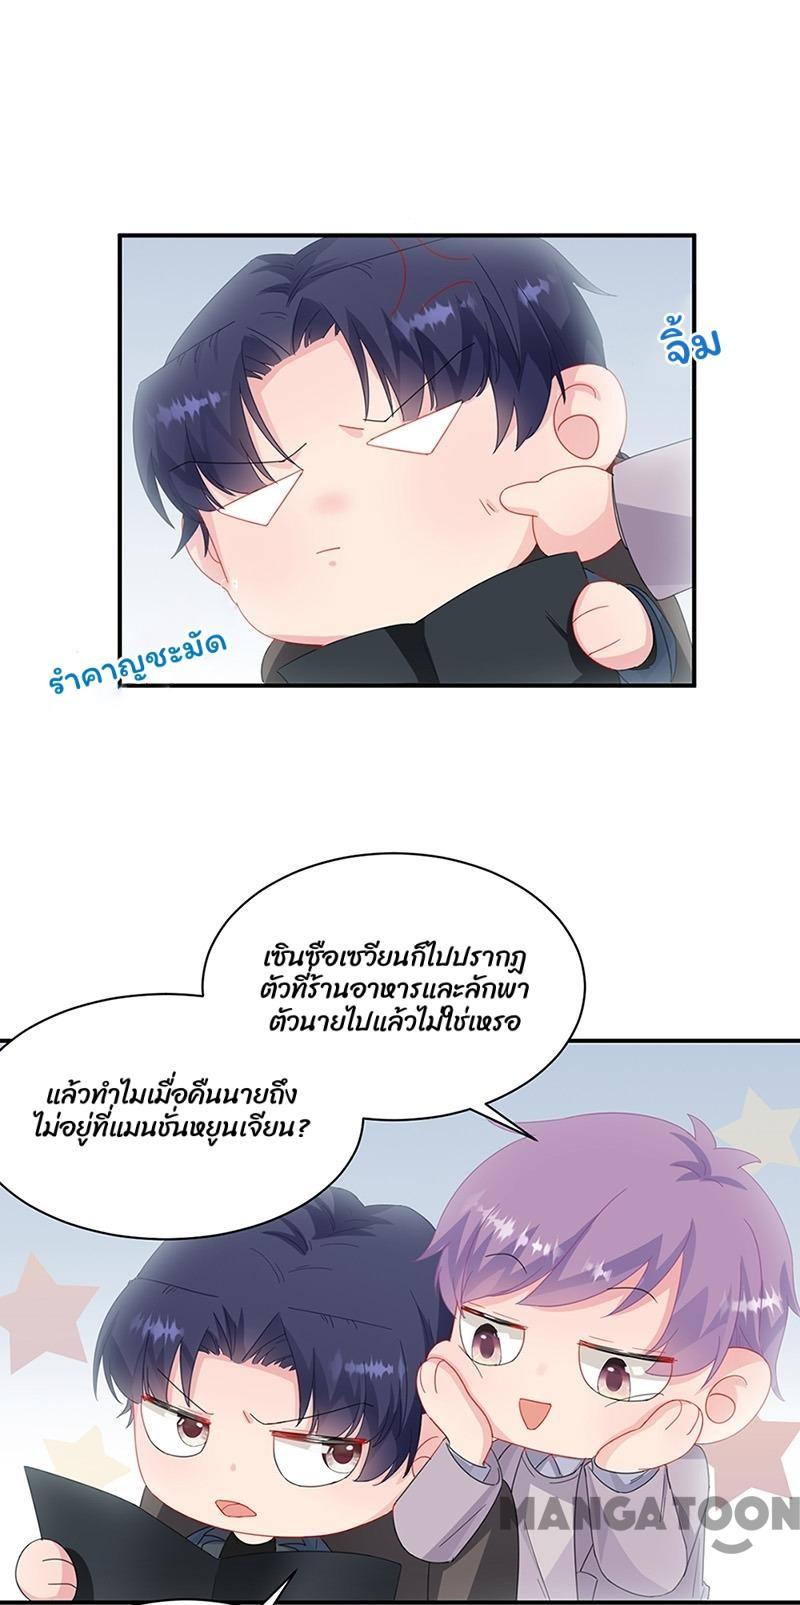 จิ้ม
รำคาญชะมัด
เซินซือเซวียนก็ไปปรากฏ
ตัวที่ร้านอาหารและลักพา
ตัวนายไปแล้วไม่ใช่เหรอ
แล้วทำไมเมื่อคืนนายถึง
ไม่อยู่ที่แมนชั่นหยูนเจียน?
MANGATOON